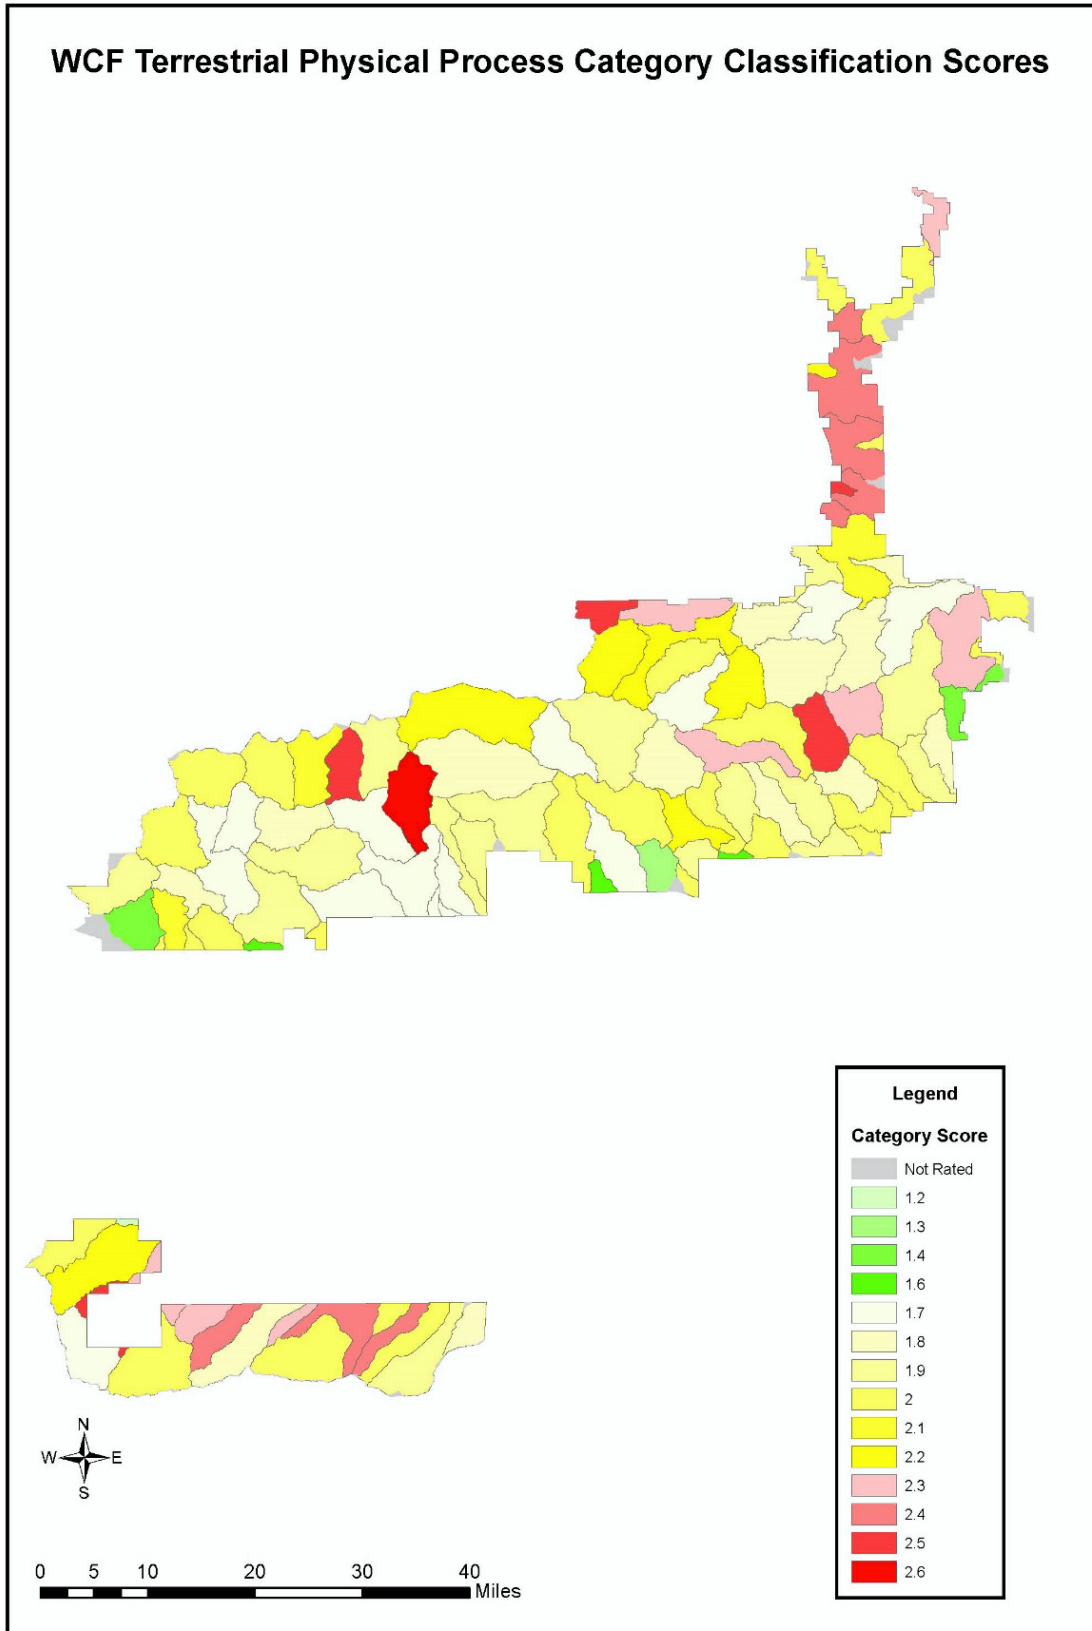 WCF Terrestrial Physical Process Category Classification Scores
Legend
Category Score
Not Rated
1.2
1.3
1.4
1.6
1.7
1.8
1.9
2
2.1
2.2
2.3
2.4
2.5
2.6
N
W E
S
0 5 10 20 30 40
Miles